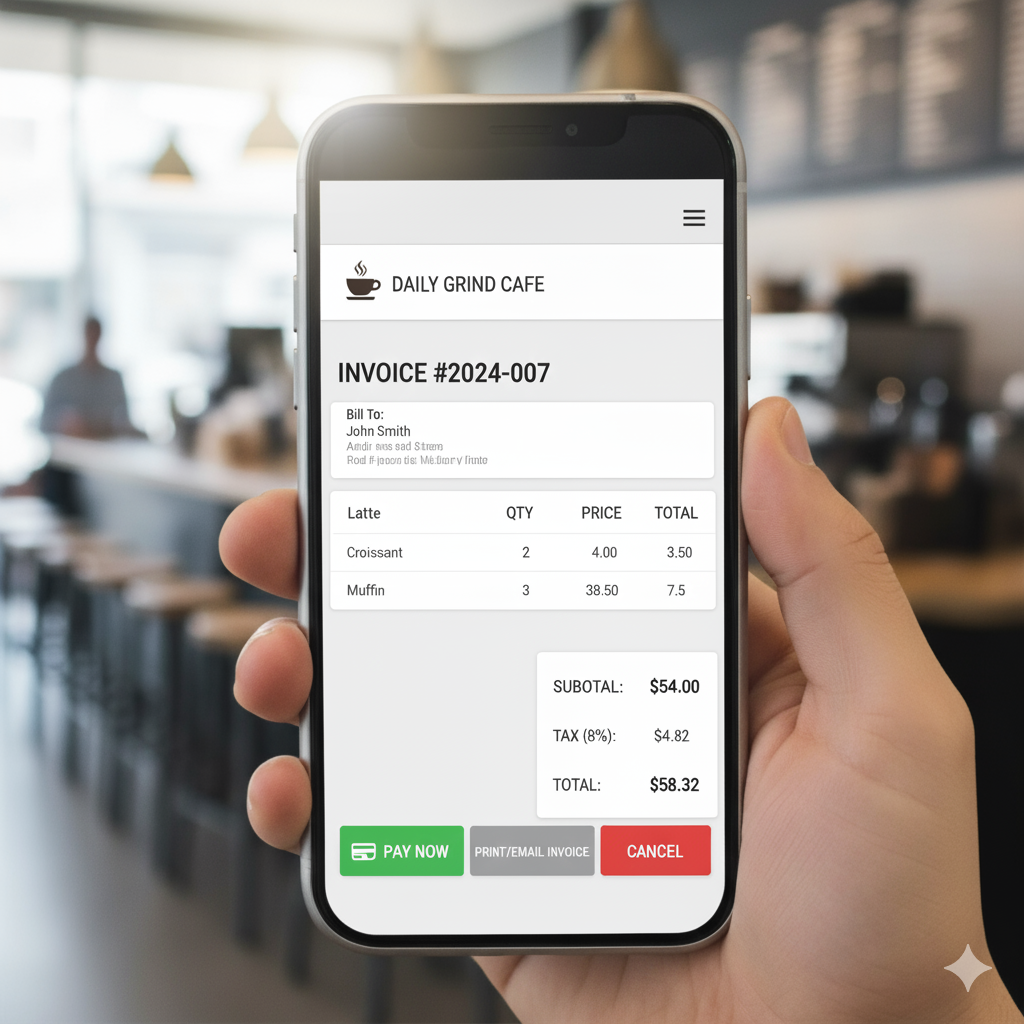 DAILY GRIND CAFE
INVOICE #2024-007
Bill To:
John Smith
Latte QTY PRICE TOTAL
Croissant 2 4.00 3.50
Muffin 3 38.50 7.5
SUBOTAL: $54.00
TAX (8%): $4.82
TOTAL: $58.32
PAY NOW PRINT/EMAIL INVOICE CANCEL